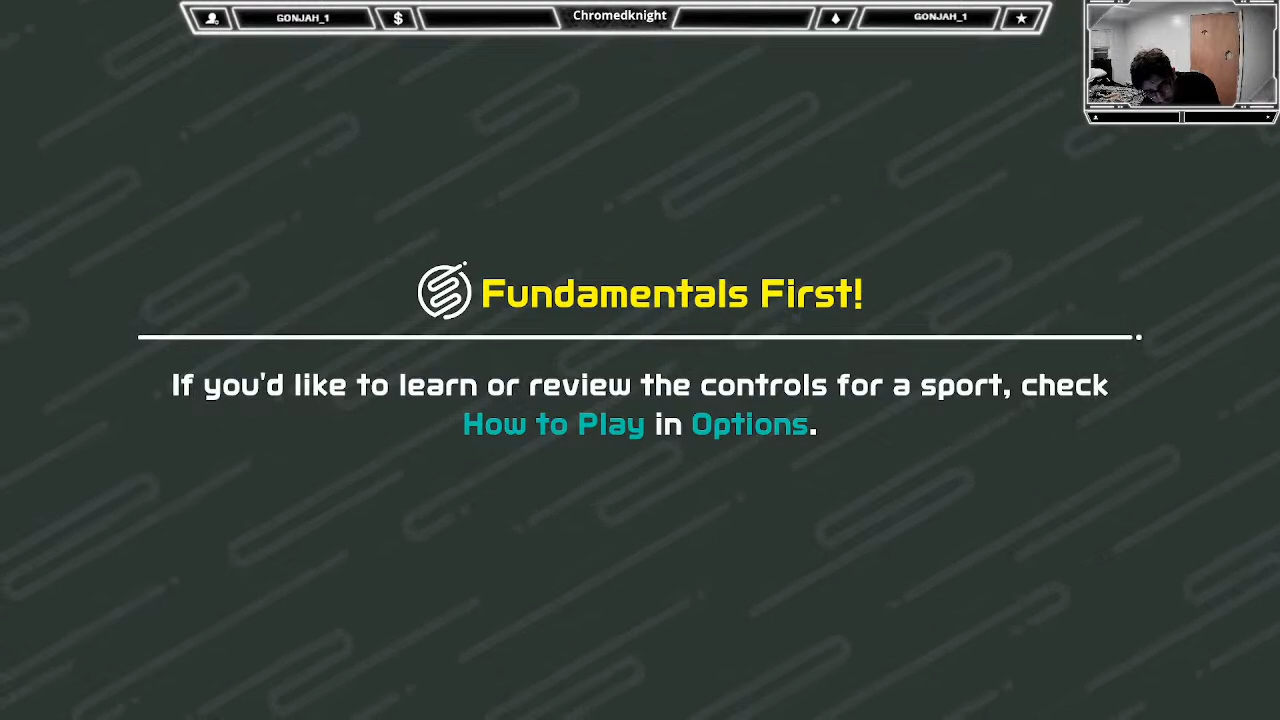 GONJAH_1
$
Chromedknight
GONJAH_1
Fundamentals First!
If you'd like to learn or review the controls for a sport, check
How to Play in Options.